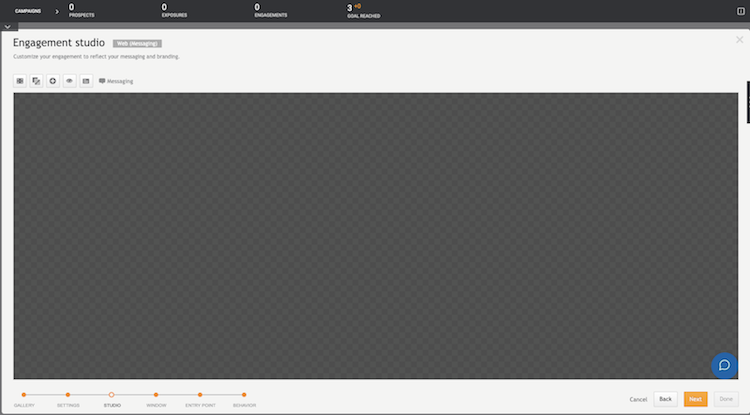 CAMPAIGNS
0
PROSPECTS
0
EXPOSURES
0
ENGAGEMENTS
3 +0
GOAL REACHED
Engagement studio Web (Messaging)
Customize your engagement to reflect your messaging and branding.
Messaging
GALLERY SETTINGS STUDIO WINDOW ENTRY POINT BEHAVIOR
Cancel Back Next Done